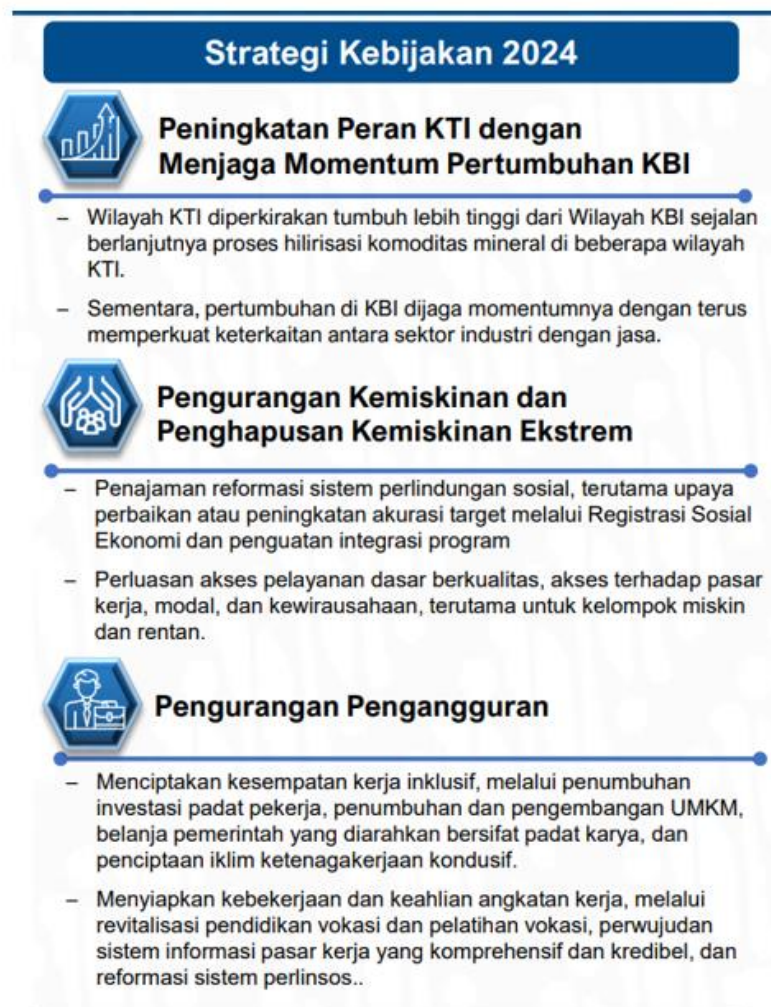 Strategi Kebijakan 2024
Peningkatan Peran KTI dengan
Menjaga Momentum Pertumbuhan KBI
– Wilayah KTI diperkirakan tumbuh lebih tinggi dari Wilayah KBI sejalan
berlanjutnya proses hilirisasi komoditas mineral di beberapa wilayah
KTI.
– Sementara, pertumbuhan di KBI dijaga momentumnya dengan terus
memperkuat keterkaitan antara sektor industri dengan jasa.
Pengurangan Kemiskinan dan
Penghapusan Kemiskinan Ekstrem
– Penajaman reformasi sistem perlindungan sosial, terutama upaya
perbaikan atau peningkatan akurasi target melalui Registrasi Sosial
Ekonomi dan penguatan integrasi program
– Perluasan akses pelayanan dasar berkualitas, akses terhadap pasar
kerja, modal, dan kewirausahaan, terutama untuk kelompok miskin
dan rentan.
Pengurangan Pengangguran
– Menciptakan kesempatan kerja inklusif, melalui penumbuhan
investasi padat pekerja, penumbuhan dan pengembangan UMKM,
belanja pemerintah yang diarahkan bersifat padat karya, dan
penciptaan iklim ketenagakerjaan kondusif.
– Menyiapkan kebekerjaan dan keahlian angkatan kerja, melalui
revitalisasi pendidikan vokasi dan pelatihan vokasi, perwujudan
sistem informasi pasar kerja yang komprehensif dan kredibel, dan
reformasi sistem perlinsos..